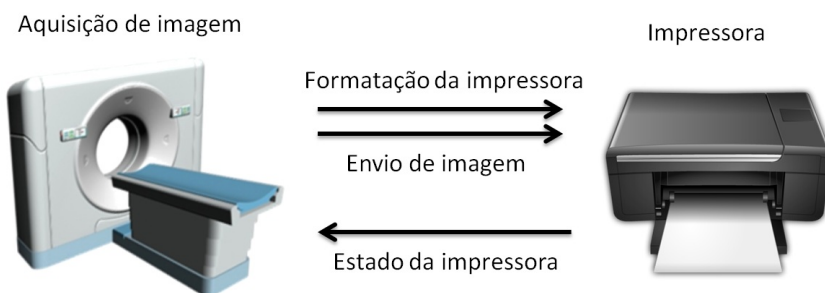 Aquisição de imagem
Impressora
Formatação da impressora
Envio de imagem
Estado da impressora